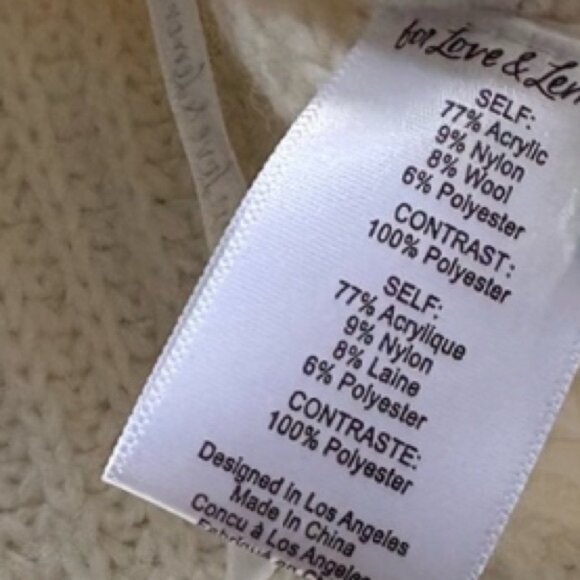 for Love & Lem
SELF:
77% Acrylic
9% Nylon
8% Wool
6% Polyester
CONTRAST:
100% Polyester
SELF:
77% Acrylique
9% Nylon
8% Laine
6% Polyester
CONTRASTE:
100% Polyester
Designed in Los Angeles
Made In China
Concu à Los Angeles